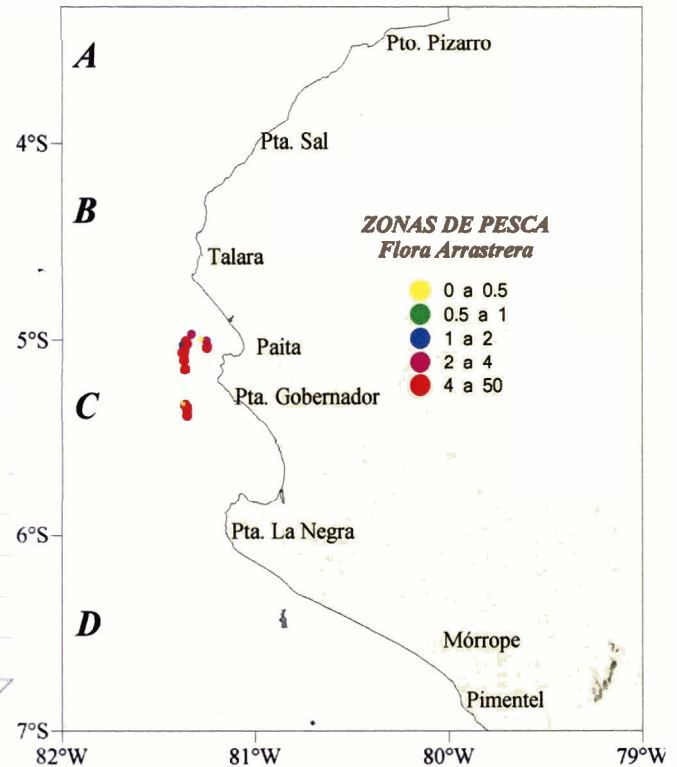 A
Pto. Pizarro
4°S
Pta. Sal
B
ZONAS DE PESCA
Flora Arrastrera
Talara
0 a 0.5
0.5 a 1
1 a 2
2 a 4
4 a 50
5°S
Paita
C
Pta. Gobernador
6°S
Pta. La Negra
D
Mórrope
Pimentel
7°S
82°W
81°W
80°W
79°W